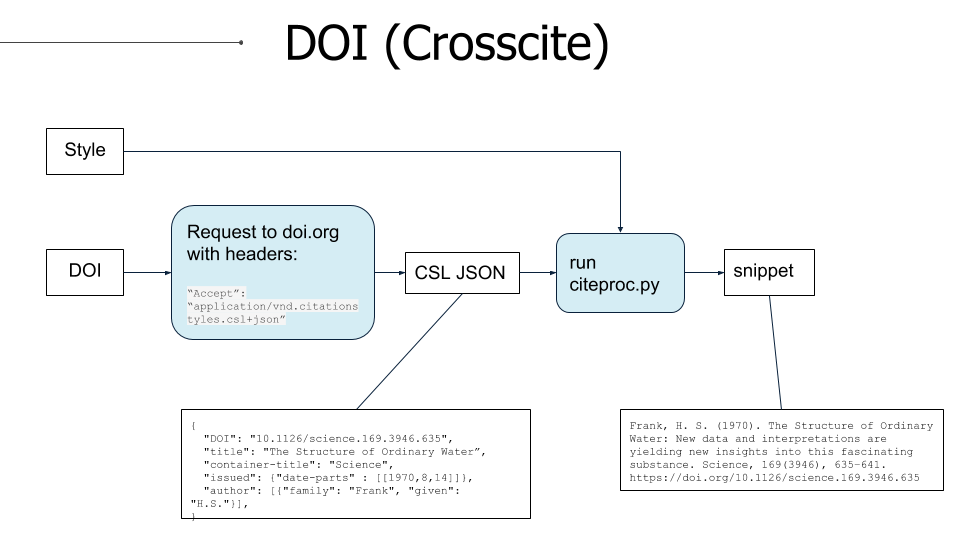 DOI (Crosscite)
Style
DOI
Request to doi.org
with headers:
“Accept”:
“application/vnd.citations
tyles.csl+json”
CSL JSON
run
citeproc.py
snippet
{
"DOI": "10.1126/science.169.3946.635",
"title": "The Structure of Ordinary Water”,
"container-title": "Science",
"issued": {"date-parts" : [[1970,8,14]]},
"author": [{"family": "Frank", "given":
"H.S."}],
}
Frank, H. S. (1970). The Structure of Ordinary
Water: New data and interpretations are
yielding new insights into this fascinating
substance. Science, 169(3946), 635–641.
https://doi.org/10.1126/science.169.3946.635